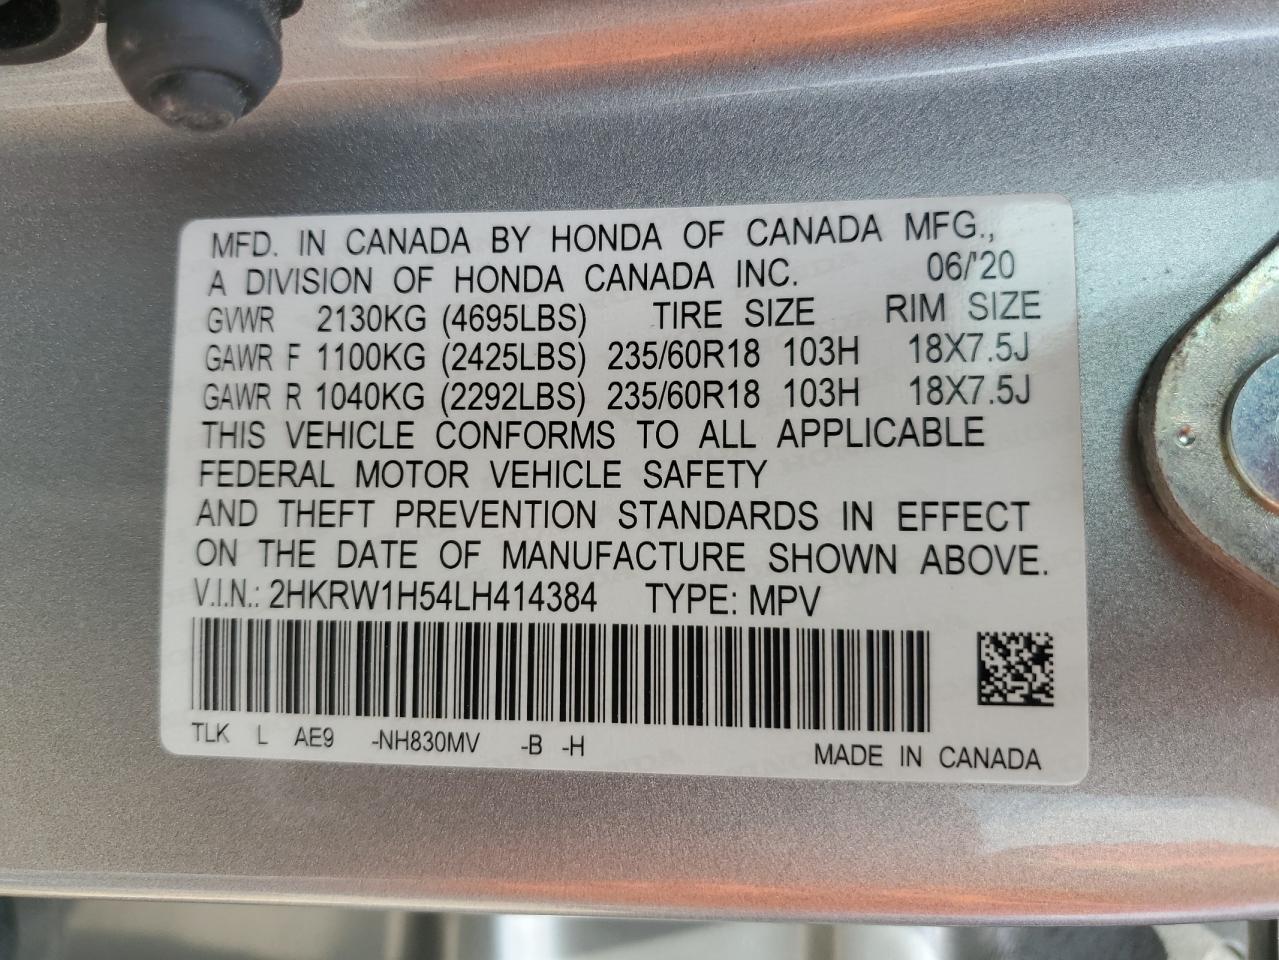 MFD. IN CANADA BY HONDA OF CANADA MFG.,
A DIVISION OF HONDA CANADA INC. 06/'20
GVWR 2130KG (4695LBS) TIRE SIZE RIM SIZE
GAWR F 1100KG (2425LBS) 235/60R18 103H 18X7.5J
GAWR R 1040KG (2292LBS) 235/60R18 103H 18X7.5J
THIS VEHICLE CONFORMS TO ALL APPLICABLE
FEDERAL MOTOR VEHICLE SAFETY
AND THEFT PREVENTION STANDARDS IN EFFECT
ON THE DATE OF MANUFACTURE SHOWN ABOVE.
V.I.N.: 2HKRW1H54LH414384 TYPE: MPV
TLK L AE9 -NH830MV -B -H MADE IN CANADA